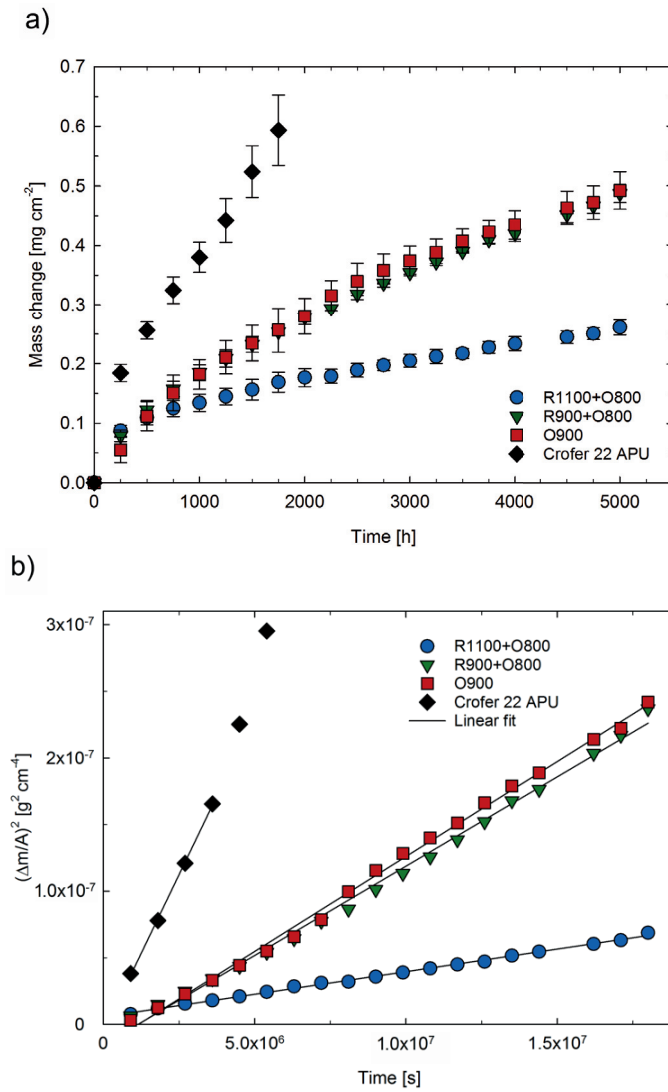 a)
0.7
0.6
0.5
0.4
0.3
0.2
0.1
0.0
Mass change [mg cm⁻²]
R1100+O800
R900+O800
O900
Crofer 22 APU
0 1000 2000 3000 4000 5000
Time [h]
b)
3x10⁻⁷
2x10⁻⁷
1.0x10⁻⁷
0
(Δm/A)² [g² cm⁻⁴]
R1100+O800
R900+O800
O900
Crofer 22 APU
Linear fit
5.0x10⁶ 1.0x10⁷ 1.5x10⁷
Time [s]